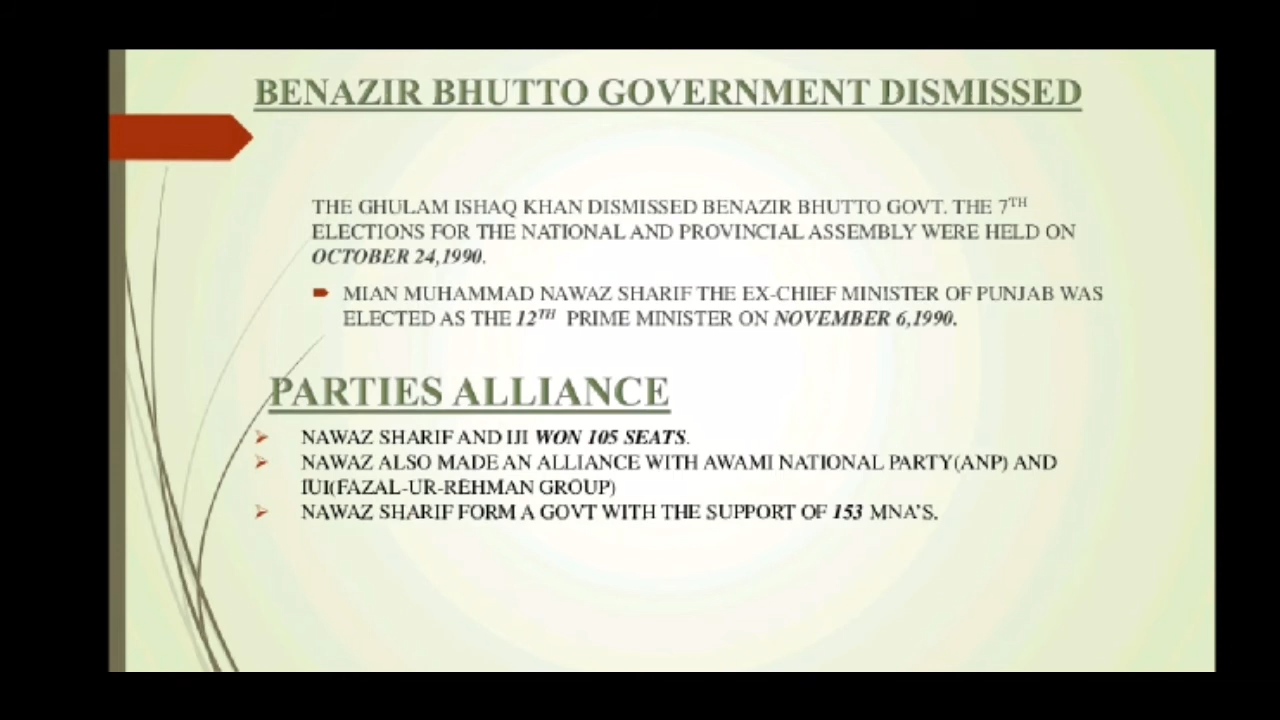 BENAZIR BHUTTO GOVERNMENT DISMISSED
THE GHULAM ISHAQ KHAN DISMISSED BENAZIR BHUTTO GOVT. THE 7TH
ELECTIONS FOR THE NATIONAL AND PROVINCIAL ASSEMBLY WERE HELD ON
OCTOBER 24,1990.
MIAN MUHAMMAD NAWAZ SHARIF THE EX-CHIEF MINISTER OF PUNJAB WAS
ELECTED AS THE 12TH PRIME MINISTER ON NOVEMBER 6,1990.
PARTIES ALLIANCE
NAWAZ SHARIF AND IJI WON 105 SEATS.
NAWAZ ALSO MADE AN ALLIANCE WITH AWAMI NATIONAL PARTY(ANP) AND
IUI(FAZAL-UR-REHMAN GROUP)
NAWAZ SHARIF FORM A GOVT WITH THE SUPPORT OF 153 MNA'S.